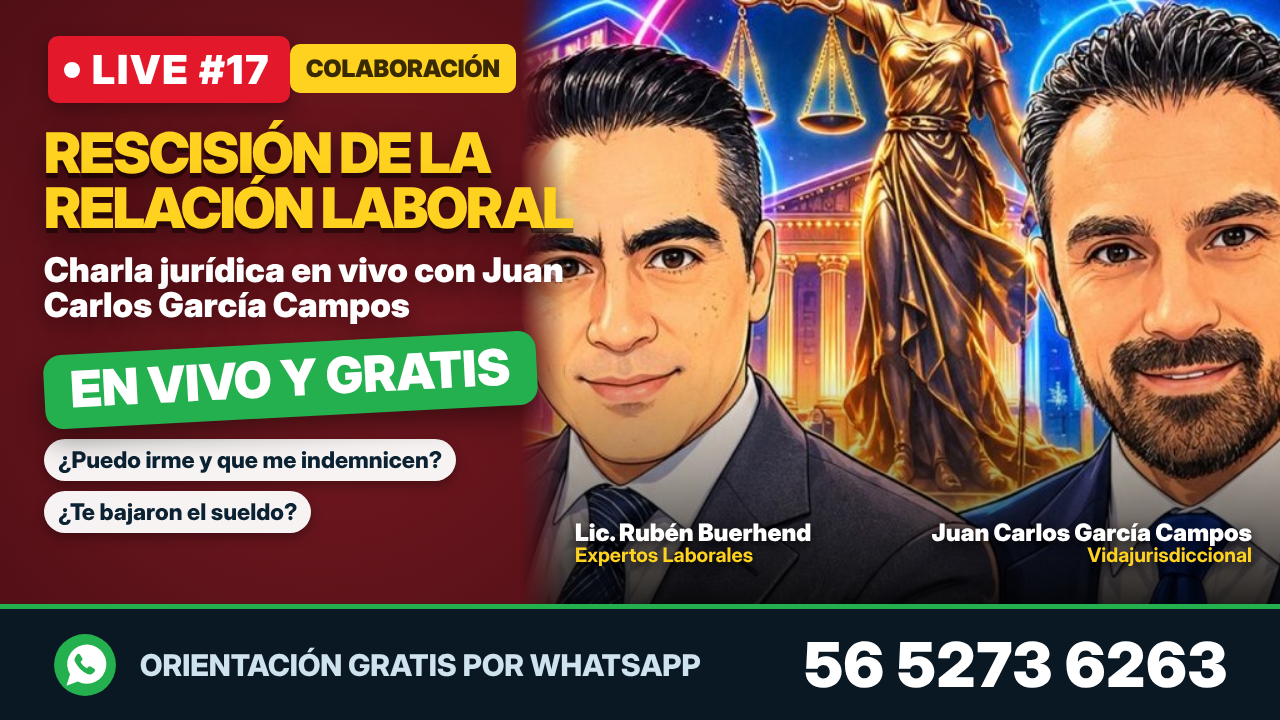 LIVE #17
COLABORACIÓN
RESCISIÓN DE LA
RELACIÓN LABORAL
Charla jurídica en vivo con Juan
Carlos García Campos
EN VIVO Y GRATIS
¿Puedo irme y que me indemnicen?
¿Te bajaron el sueldo?
Lic. Rubén Buerhend
Expertos Laborales
Juan Carlos García Campos
Vidajurisdiccional
ORIENTACIÓN GRATIS POR WHATSAPP
56 5273 6263